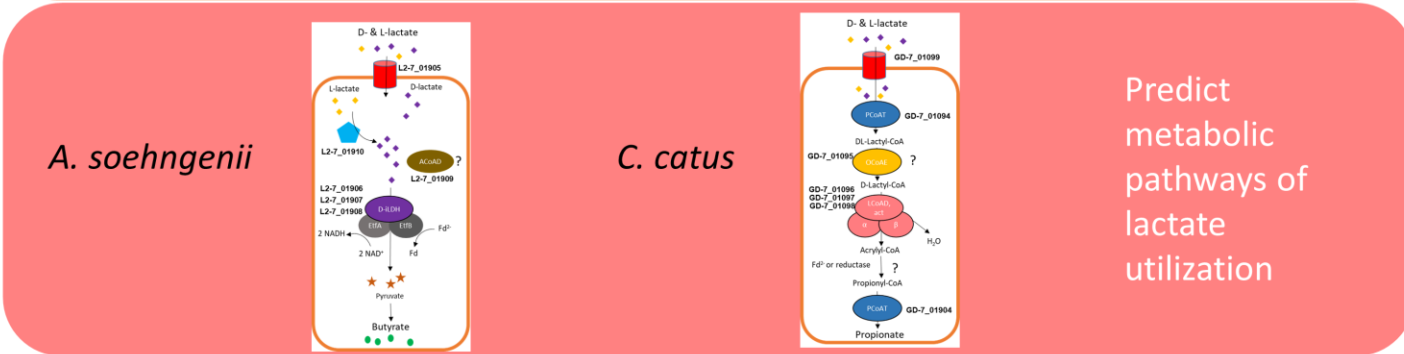 A. soehngenii
D- & L-lactate
L2-7_01905
L-lactate
D-lactate
L2-7_01910
ACoAD
?
L2-7_01909
L2-7_01906
L2-7_01907
L2-7_01908
D-iLDH
EtfA
EtfB
2 NADH
2 NAD⁺
Fd²⁻
Fd
Pyruvate
Butyrate
C. catus
D- & L-lactate
GD-7_01099
PCoAT
GD-7_01094
DL-Lactyl-CoA
GD-7_01095
?
D-Lactyl-CoA
GD-7_01096
GD-7_01097
GD-7_01098
LCoAD,
act
α
β
H₂O
Acrylyl-CoA
Fd²⁻ or reductase
?
Propionyl-CoA
PCoAT
GD-7_01904
Propionate
Predict
metabolic
pathways of
lactate
utilization